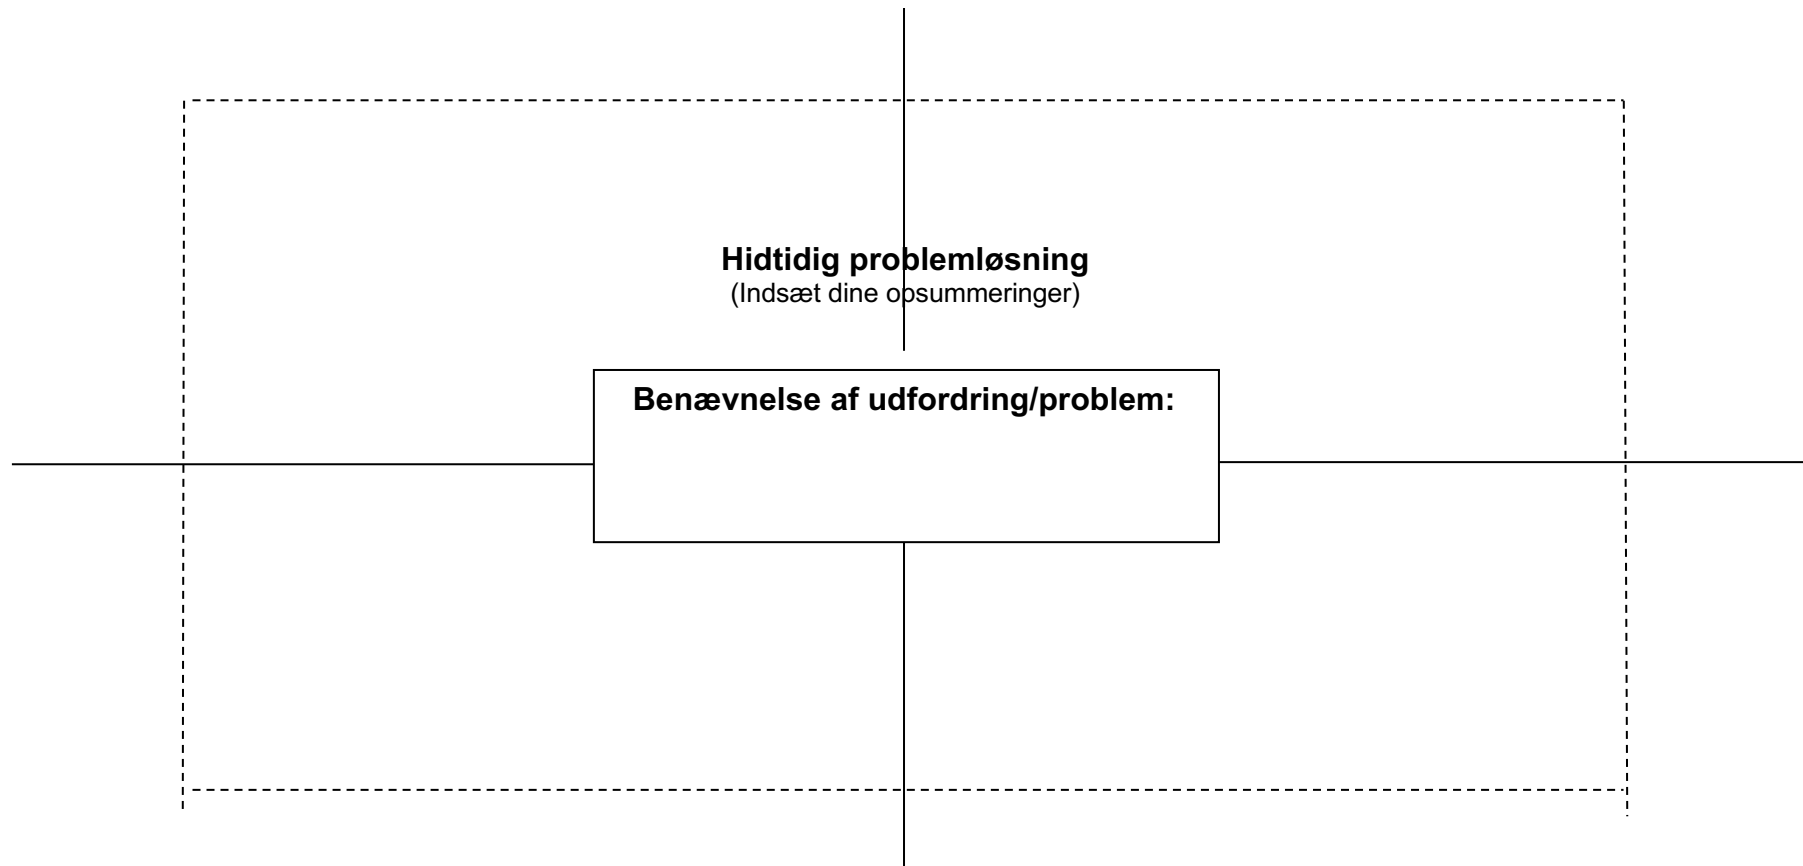 Hidtidig problemløsning
(Indsæt dine opsummeringer)
Benævnelse af udfordring/problem: